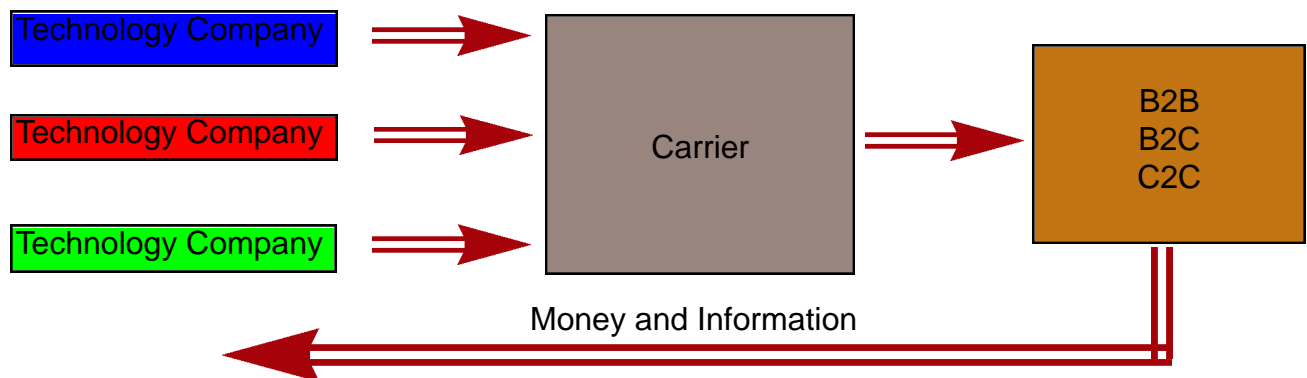 Technology Company
Technology Company
Technology Company
Carrier
B2B
B2C
C2C
Money and Information